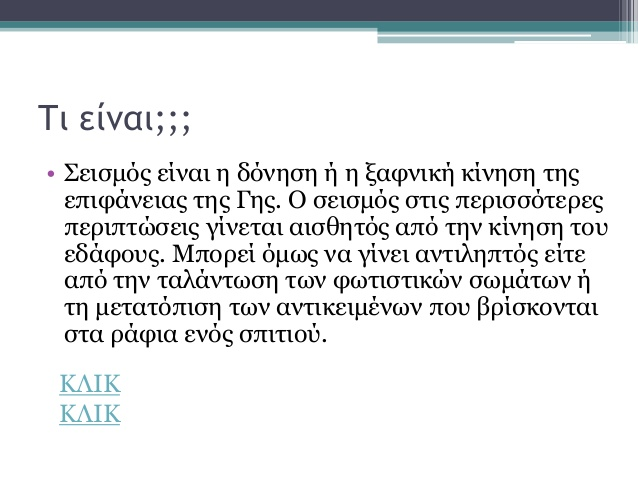 Τι είναι;;;
• Σεισμός είναι η δόνηση ή η ξαφνική κίνηση της
επιφάνειας της Γης. Ο σεισμός στις περισσότερες
περιπτώσεις γίνεται αισθητός από την κίνηση του
εδάφους. Μπορεί όμως να γίνει αντιληπτός είτε
από την ταλάντωση των φωτιστικών σωμάτων ή
τη μετατόπιση των αντικειμένων που βρίσκονται
στα ράφια ενός σπιτιού.
ΚΛΙΚ
ΚΛΙΚ